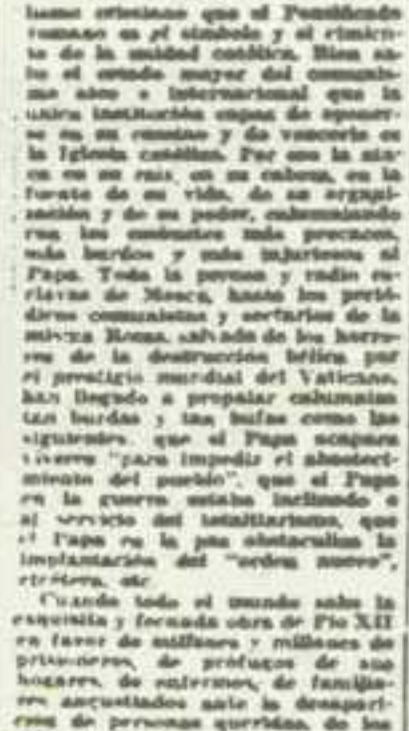 bano cristiano que el Pontificado
romano es el símbolo y el cimien-
to de la unidad católica. Bien sa-
be el estado mayor del comunis-
mo ateo e internacional que la
única institución capaz de oponer-
se en su camino y de vencerle es
la Iglesia católica. Por eso la ata-
ca en su raíz, en su cabeza, en la
fuente de su vida, de su organi-
zación y de su poder, calumniando
con los más procaces,
más burdos y más injuriosos al
Papa. Toda la prensa y radio es-
clavas de Moscú, hasta los perió-
dicos comunistas y sectarios de la
misma Roma, salvada de los horro-
res de la destrucción bélica por
el prestigio mundial del Vaticano,
han llegado a propalar calumnias
tan burdas y tan bufas como las
siguientes: que el Papa acapara
víveres "para impedir el abasteci-
miento del pueblo", que el Papa
en la guerra estaba inclinado o
al servicio del totalitarismo, que
el Papa en la paz obstaculiza la
implantación del "orden nuevo",
etcétera, etc.
Cuando todo el mundo sabe la
exquisita y fecunda obra de Pío XII
en favor de millones y millones de
prisioneros, de prófugos de sus
hogares, de enfermos, de familia-
res angustiados ante la desapari-
ción de personas queridas, de los